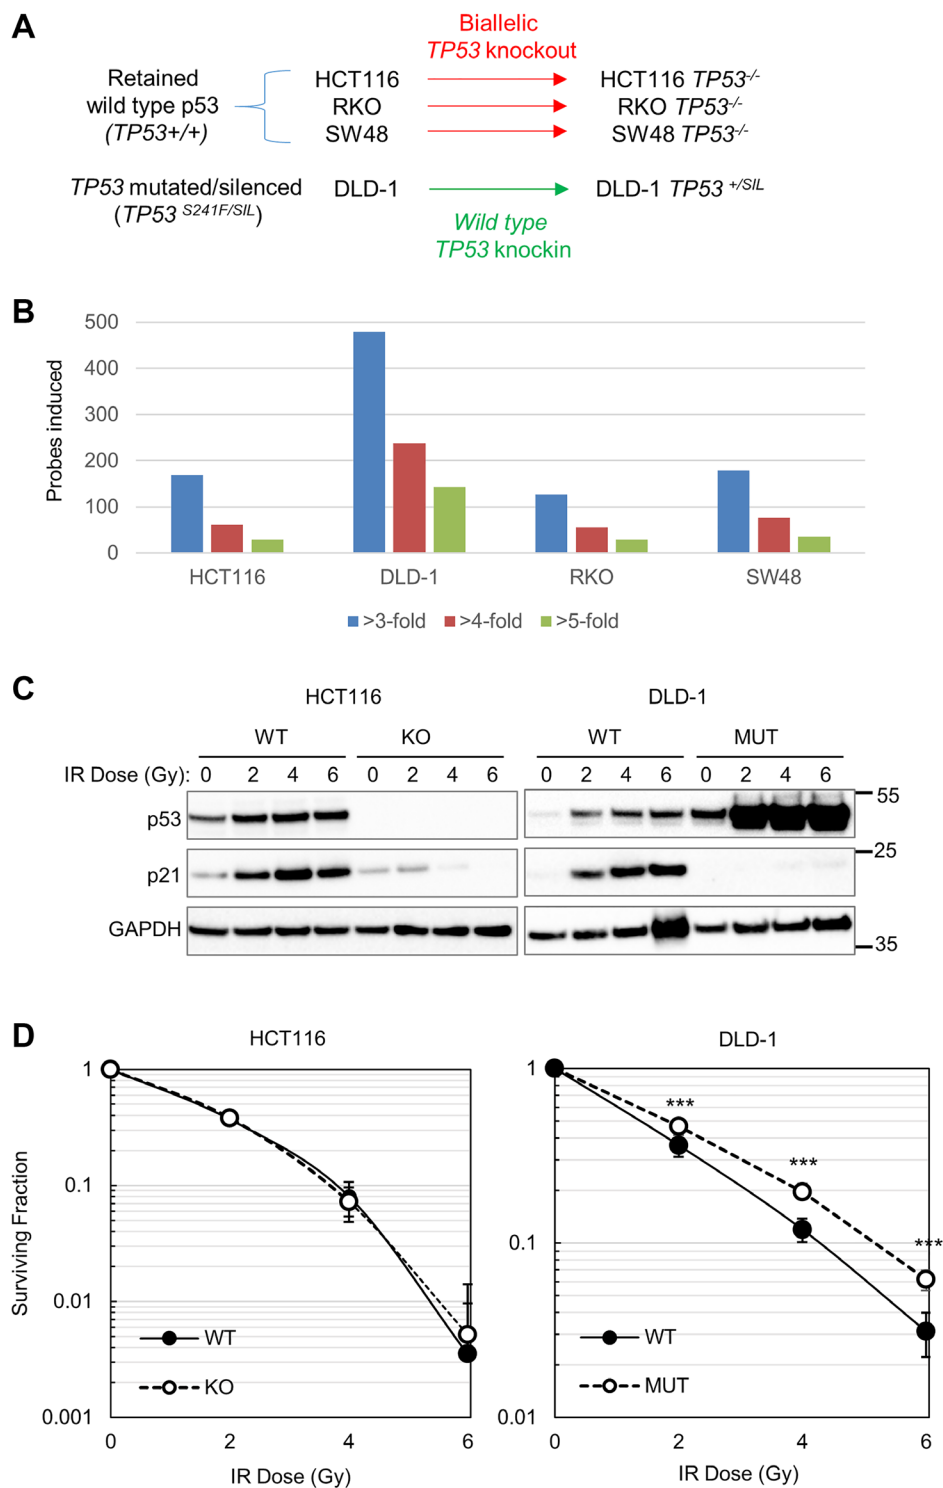 A
Biallelic
TP53 knockout
Retained
wild type p53
(TP53+/+)
HCT116
RKO
SW48
HCT116 TP53-/-
RKO TP53-/-
SW48 TP53-/-
TP53 mutated/silenced
(TP53 S241F/SIL)
DLD-1
DLD-1 TP53 +/SIL
Wild type
TP53 knockin
B
Probes induced
500
400
300
200
100
0
HCT116 DLD-1 RKO SW48
>3-fold >4-fold >5-fold
C
HCT116 DLD-1
WT KO WT MUT
IR Dose (Gy): 0 2 4 6 0 2 4 6 0 2 4 6 0 2 4 6
p53
55
p21
25
GAPDH
35
D
HCT116
Surviving Fraction
1
0.1
0.01
0.001
WT
KO
0 2 4 6
IR Dose (Gy)
DLD-1
1
0.1
0.01
***
***
***
WT
MUT
0 2 4 6
IR Dose (Gy)